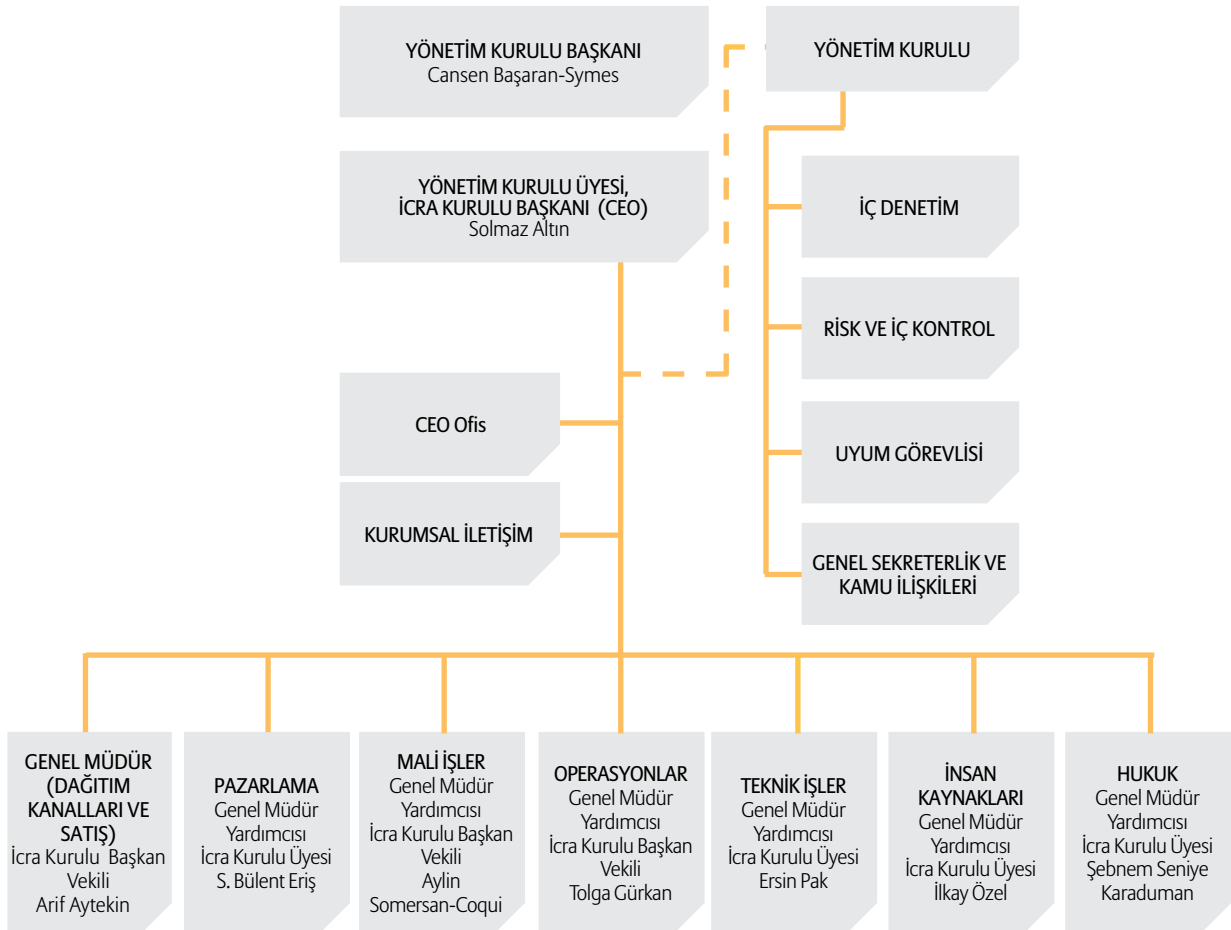 YÖNETİM KURULU BAŞKANI
Cansen Başaran-Symes
YÖNETİM KURULU
YÖNETİM KURULU ÜYESİ,
İCRA KURULU BAŞKANI (CEO)
Solmaz Altın
İÇ DENETİM
RİSK VE İÇ KONTROL
CEO Ofis
UYUM GÖREVLİSİ
KURUMSAL İLETİŞİM
GENEL SEKRETERLİK VE
KAMU İLİŞKİLERİ
GENEL MÜDÜR
(DAĞITIM
KANALLARI VE
SATIŞ)
İcra Kurulu Başkan
Vekili
Arif Aytekin
PAZARLAMA
Genel Müdür
Yardımcısı
İcra Kurulu Üyesi
S. Bülent Eriş
MALİ İŞLER
Genel Müdür
Yardımcısı
İcra Kurulu Başkan
Vekili
Aylin
Somersan-Coqui
OPERASYONLAR
Genel Müdür
Yardımcısı
İcra Kurulu Başkan
Vekili
Tolga Gürkan
TEKNİK İŞLER
Genel Müdür
Yardımcısı
İcra Kurulu Üyesi
Ersin Pak
İNSAN
KAYNAKLARI
Genel Müdür
Yardımcısı
İcra Kurulu Üyesi
İlkay Özel
HUKUK
Genel Müdür
Yardımcısı
İcra Kurulu Üyesi
Şebnem Seniye
Karaduman